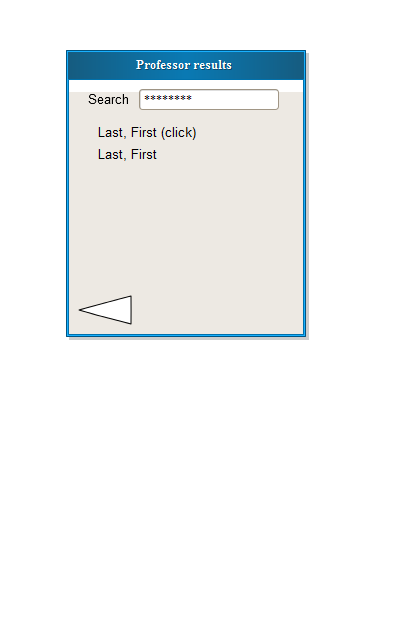 Professor results
Search ********
Last, First (click)
Last, First